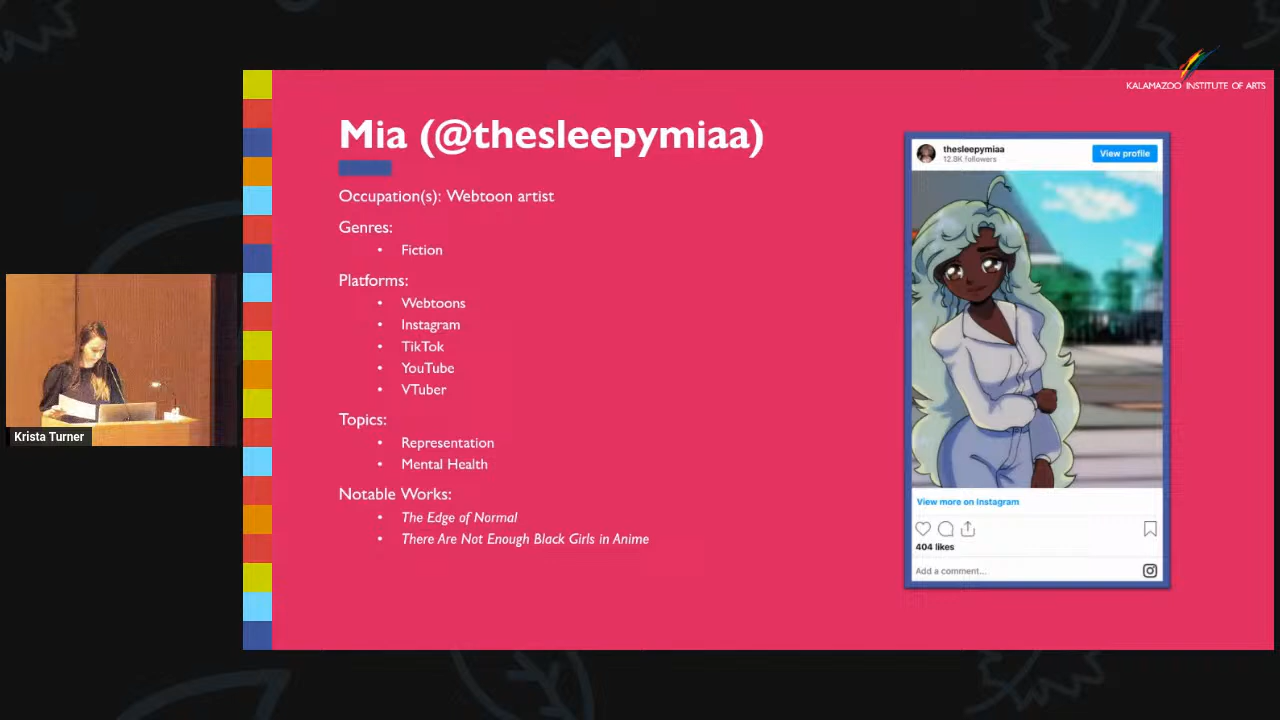 KALAMAZOO INSTITUTE OF ARTS
Mia (@thesleepymiaa)
Occupation(s): Webtoon artist
Genres:
• Fiction
Platforms:
• Webtoons
• Instagram
• TikTok
• YouTube
• VTuber
Topics:
• Representation
• Mental Health
Notable Works:
• The Edge of Normal
• There Are Not Enough Black Girls in Anime
thesleepymiaa
12.8K followers
View profile
View more on Instagram
404 likes
Add a comment...
Krista Turner